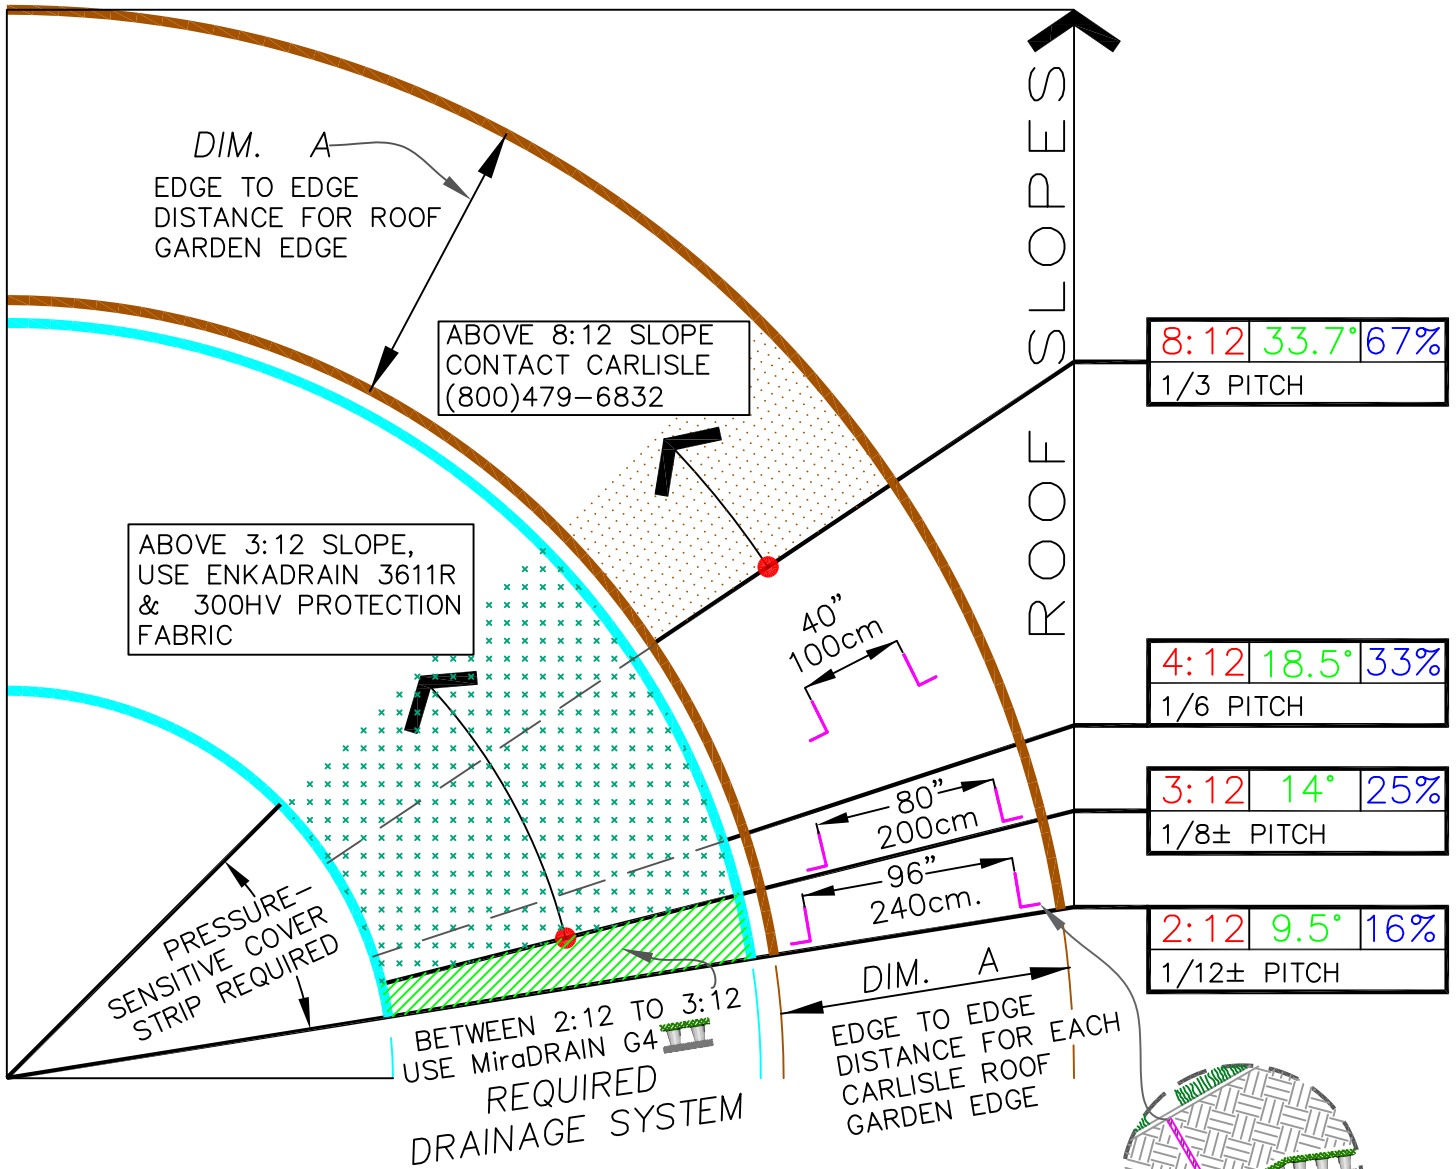 DIM. A
EDGE TO EDGE
DISTANCE FOR ROOF
GARDEN EDGE
ROOF SLOPES
ABOVE 8:12 SLOPE
CONTACT CARLISLE
(800)479-6832
8:12 33.7° 67%
1/3 PITCH
ABOVE 3:12 SLOPE,
USE ENKADRAIN 3611R
& 300HV PROTECTION
FABRIC
40”
100cm
4:12 18.5° 33%
1/6 PITCH
80”
200cm
3:12 14° 25%
1/8± PITCH
96”
240cm.
2:12 9.5° 16%
1/12± PITCH
PRESSURE-
SENSITIVE COVER
STRIP REQUIRED
BETWEEN 2:12 TO 3:12
USE MiraDRAIN G4
REQUIRED
DRAINAGE SYSTEM
DIM. A
EDGE TO EDGE
DISTANCE FOR EACH
CARLISLE ROOF
GARDEN EDGE